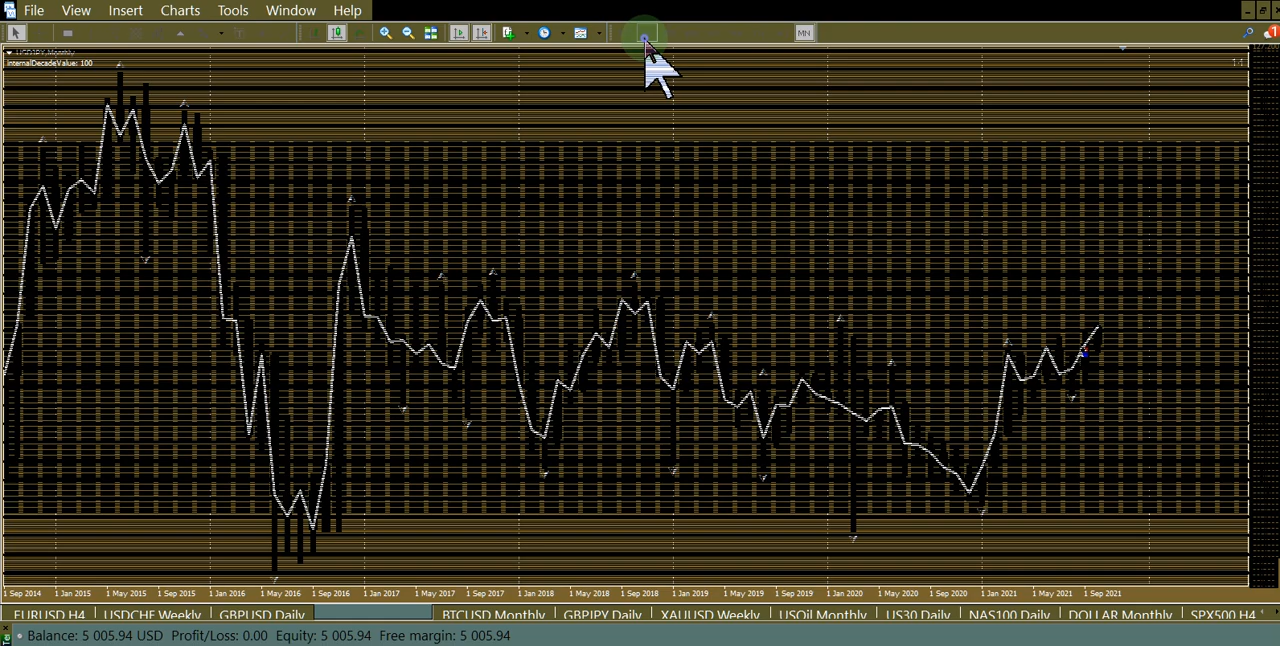 File View Insert Charts Tools Window Help
MN
USDJPY,Monthly
InternalDecadeValue: 100
1 Sep 2014 1 Jan 2015 1 May 2015 1 Sep 2015 1 Jan 2016 1 May 2016 1 Sep 2016 1 Jan 2017 1 May 2017 1 Sep 2017 1 Jan 2018 1 May 2018 1 Sep 2018 1 Jan 2019 1 May 2019 1 Sep 2019 1 Jan 2020 1 May 2020 1 Sep 2020 1 Jan 2021 1 May 2021 1 Sep 2021
EURUSD H4 USDCHF Weekly GBPUSD Daily BTCUSD Monthly GBPJPY Daily XAUUSD Weekly USOil Monthly US30 Daily NAS100 Daily DOLLAR Monthly SPX500 H4
Balance: 5 005.94 USD Profit/Loss: 0.00 Equity: 5 005.94 Free margin: 5 005.94